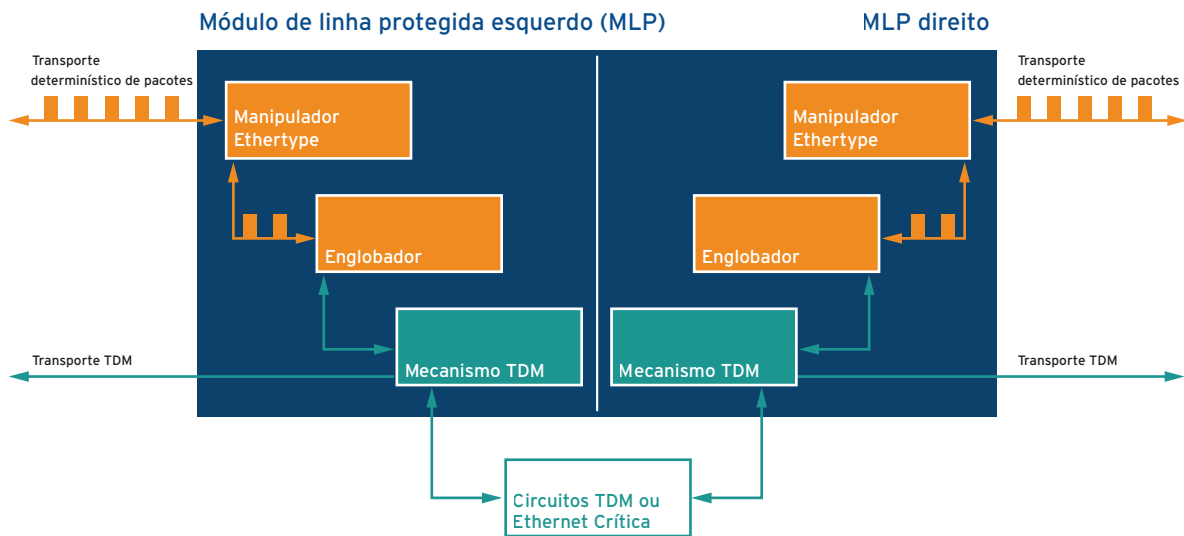 Módulo de linha protegida esquerdo (MLP)
MLP direito
Transporte
determinístico de pacotes
Transporte
determinístico de pacotes
Manipulador
Ethertype
Manipulador
Ethertype
Englobador
Englobador
Transporte TDM
Mecanismo TDM
Mecanismo TDM
Transporte TDM
Circuitos TDM ou
Ethernet Crítica